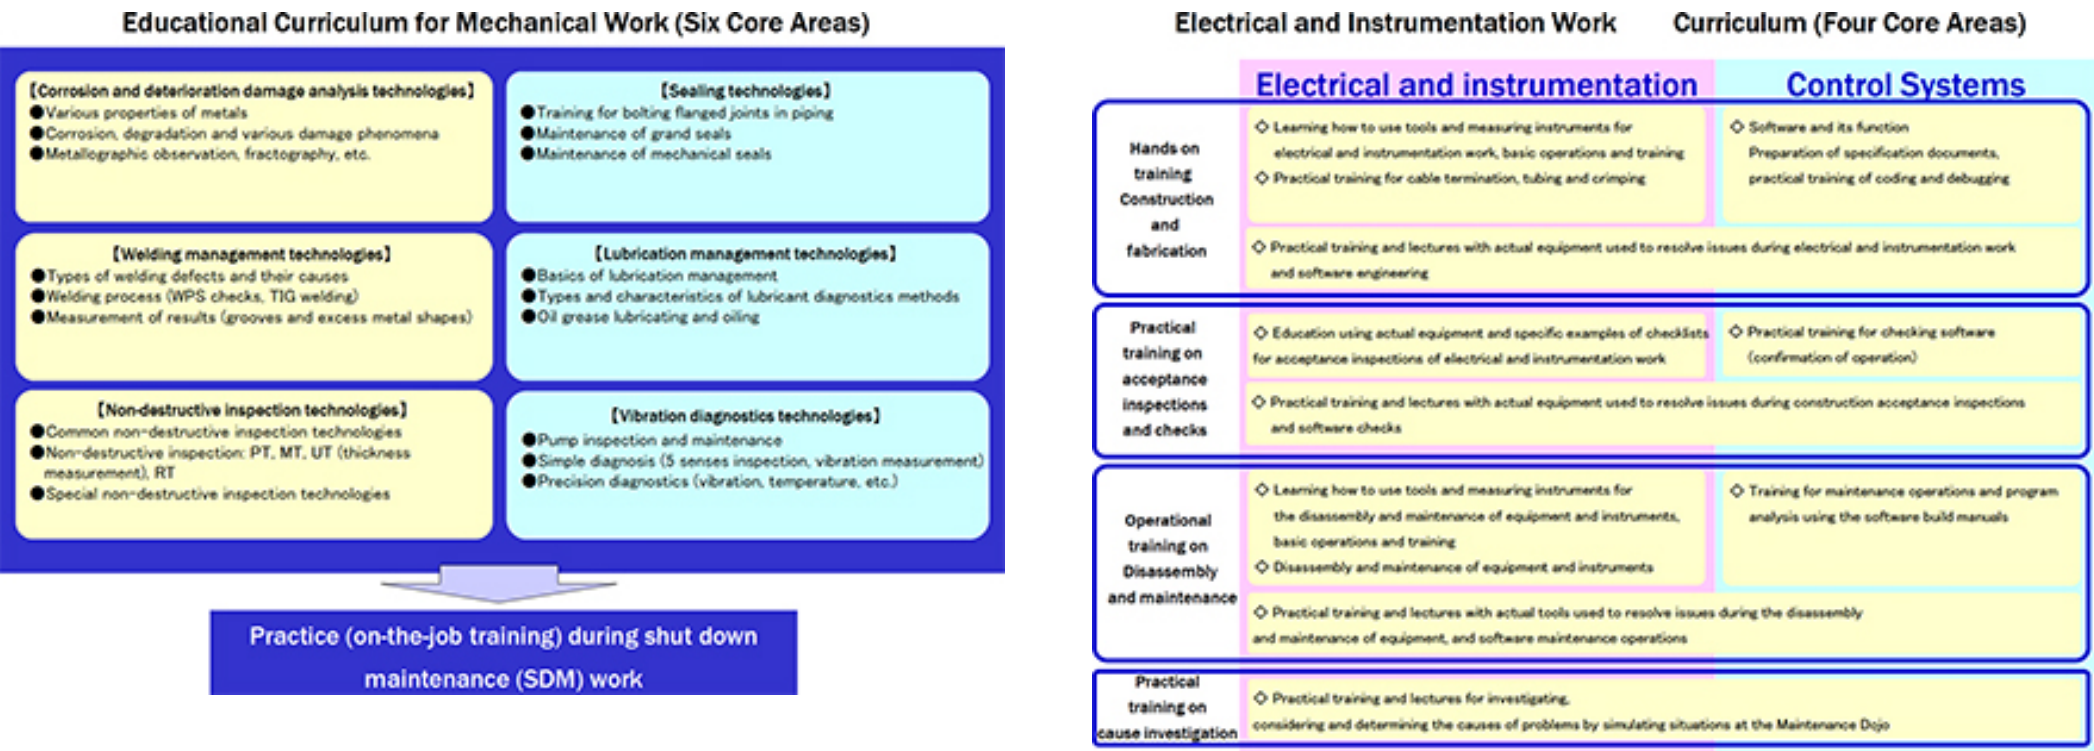 Educational Curriculum for Mechanical Work (Six Core Areas)
【Corrosion and deterioration damage analysis technologies】
●Various properties of metals
●Corrosion, degradation and various damage phenomena
●Metallographic observation, fractography, etc.
【Sealing technologies】
●Training for bolting flanged joints in piping
●Maintenance of grand seals
●Maintenance of mechanical seals
【Welding management technologies】
●Types of welding defects and their causes
●Welding process (WPS checks, TIG welding)
●Measurement of results (grooves and excess metal shapes)
【Lubrication management technologies】
●Basics of lubrication management
●Types and characteristics of lubricant diagnostics methods
●Oil grease lubricating and oiling
【Non-destructive inspection technologies】
●Common non-destructive inspection technologies
●Non-destructive inspection: PT, MT, UT (thickness
measurement), RT
●Special non-destructive inspection technologies
【Vibration diagnostics technologies】
●Pump inspection and maintenance
●Simple diagnosis (5 senses inspection, vibration measurement)
●Precision diagnostics (vibration, temperature, etc.)
Practice (on-the-job training) during shut down
maintenance (SDM) work
Electrical and Instrumentation Work Curriculum (Four Core Areas)
Electrical and instrumentation
Control Systems
Hands on
training
Construction
and
fabrication
◇ Learning how to use tools and measuring instruments for
electrical and instrumentation work, basic operations and training
◇ Practical training for cable termination, tubing and crimping
◇ Software and its function
Preparation of specification documents,
practical training of coding and debugging
◇ Practical training and lectures with actual equipment used to resolve issues during electrical and instrumentation work
and software engineering
Practical
training on
acceptance
inspections
and checks
◇ Education using actual equipment and specific examples of checklists
for acceptance inspections of electrical and instrumentation work
◇ Practical training for checking software
(confirmation of operation)
◇ Practical training and lectures with actual equipment used to resolve issues during construction acceptance inspections
and software checks
Operational
training on
Disassembly
and maintenance
◇ Learning how to use tools and measuring instruments for
the disassembly and maintenance of equipment and instruments,
basic operations and training
◇ Disassembly and maintenance of equipment and instruments
◇ Training for maintenance operations and program
analysis using the software build manuals
◇ Practical training and lectures with actual tools used to resolve issues during the disassembly
and maintenance of equipment, and software maintenance operations
Practical
training on
cause investigation
◇ Practical training and lectures for investigating,
considering and determining the causes of problems by simulating situations at the Maintenance Dojo